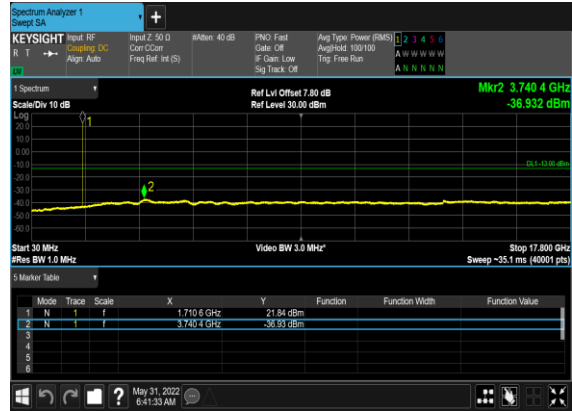 Spectrum Analyzer 1
Swept SA
+
KEYSIGHT Input: RF Input Z: 50 Ω #Atten: 40 dB PNO: Fast Avg Type: Power (RMS) 1 2 3 4 5 6
R T Coupling: DC Corr CCorr Gate: Off Avg|Hold: 100/100 A W W W W W
Align: Auto Freq Ref: Int (S) IF Gain: Low Trig: Free Run
Sig Track: Off A N N N N N
1 Spectrum Ref Lvl Offset 7.80 dB Mkr2 3.740 4 GHz
Scale/Div 10 dB Ref Level 30.00 dBm -36.932 dBm
Log
20.0
10.0
0.00
-10.0
-20.0
-30.0
-40.0
-50.0
-60.0
1
2
DL1 -13.00 dBm
Start 30 MHz Video BW 3.0 MHz* Stop 17.800 GHz
#Res BW 1.0 MHz Sweep ~35.1 ms (40001 pts)
5 Marker Table
Mode Trace Scale X Y Function Function Width Function Value
1 N 1 f 1.710 6 GHz 21.84 dBm
2 N 1 f 3.740 4 GHz -36.93 dBm
3
4
5
6
? May 31, 2022
6:41:33 AM